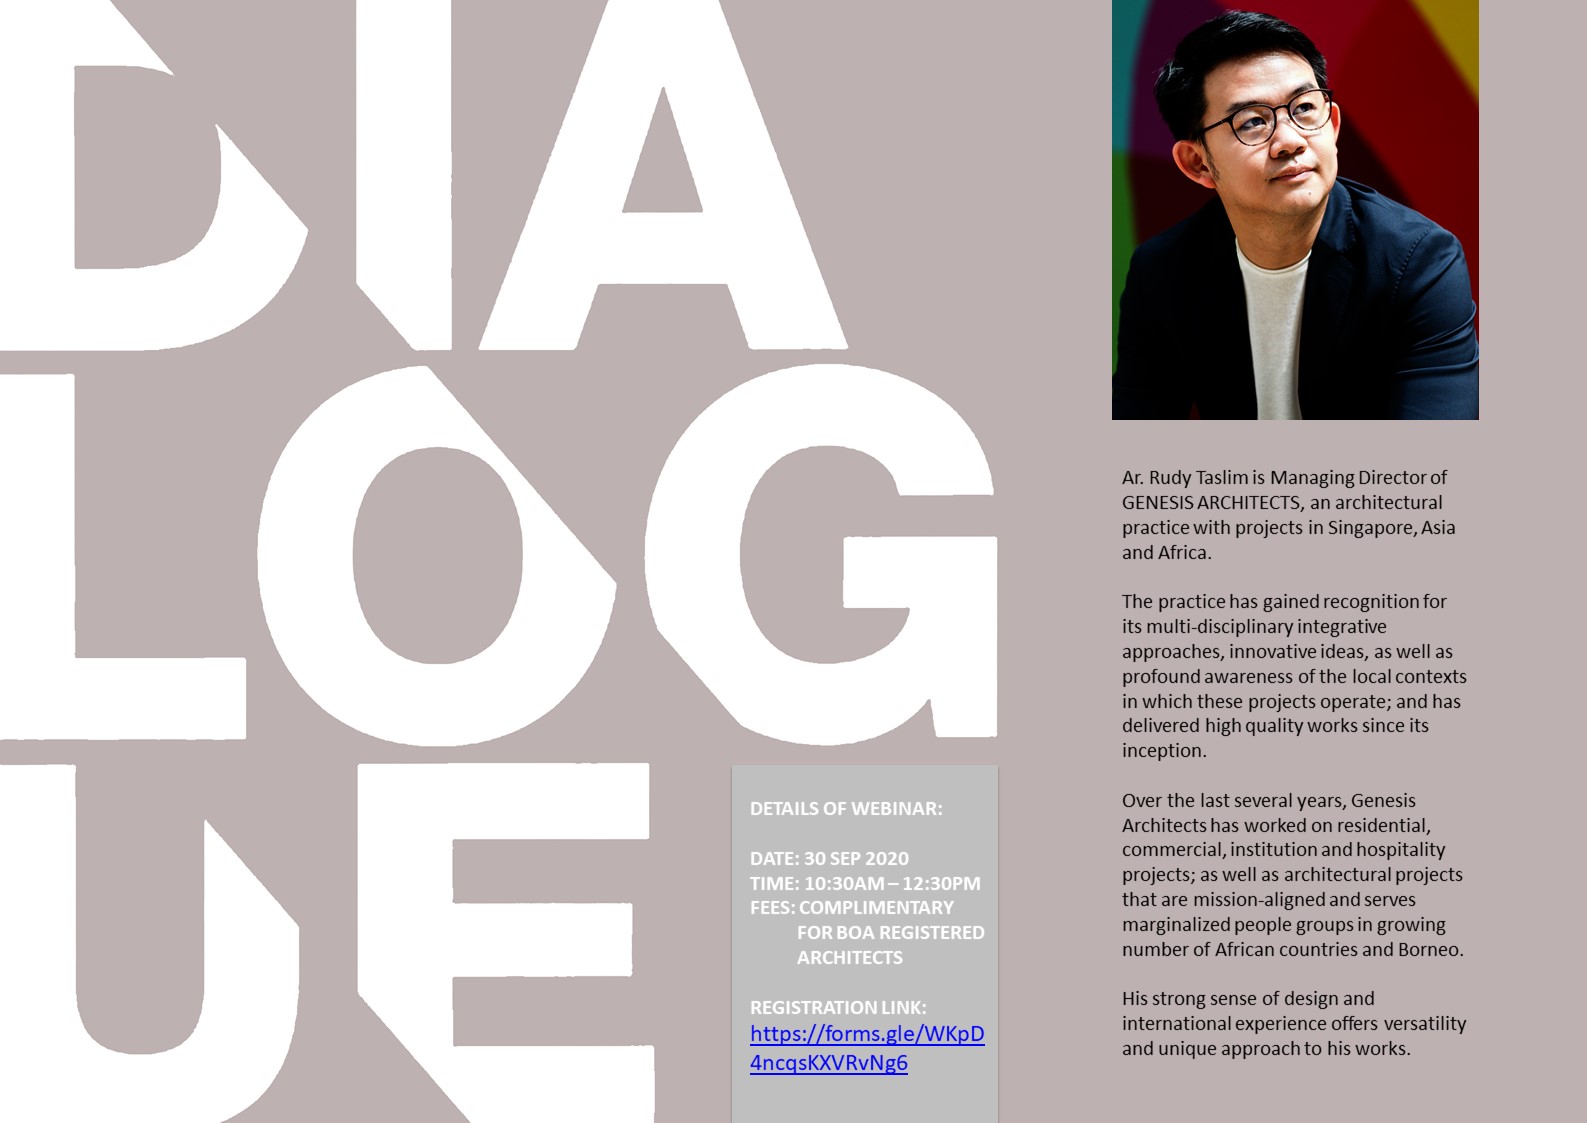 DIA
LOG
UE
DETAILS OF WEBINAR:
DATE: 30 SEP 2020
TIME: 10:30AM – 12:30PM
FEES: COMPLIMENTARY
FOR BOA REGISTERED
ARCHITECTS
REGISTRATION LINK:
https://forms.gle/WKpD
4ncqsKXVRvNg6
Ar. Rudy Taslim is Managing Director of
GENESIS ARCHITECTS, an architectural
practice with projects in Singapore, Asia
and Africa.
The practice has gained recognition for
its multi-disciplinary integrative
approaches, innovative ideas, as well as
profound awareness of the local contexts
in which these projects operate; and has
delivered high quality works since its
inception.
Over the last several years, Genesis
Architects has worked on residential,
commercial, institution and hospitality
projects; as well as architectural projects
that are mission-aligned and serves
marginalized people groups in growing
number of African countries and Borneo.
His strong sense of design and
international experience offers versatility
and unique approach to his works.